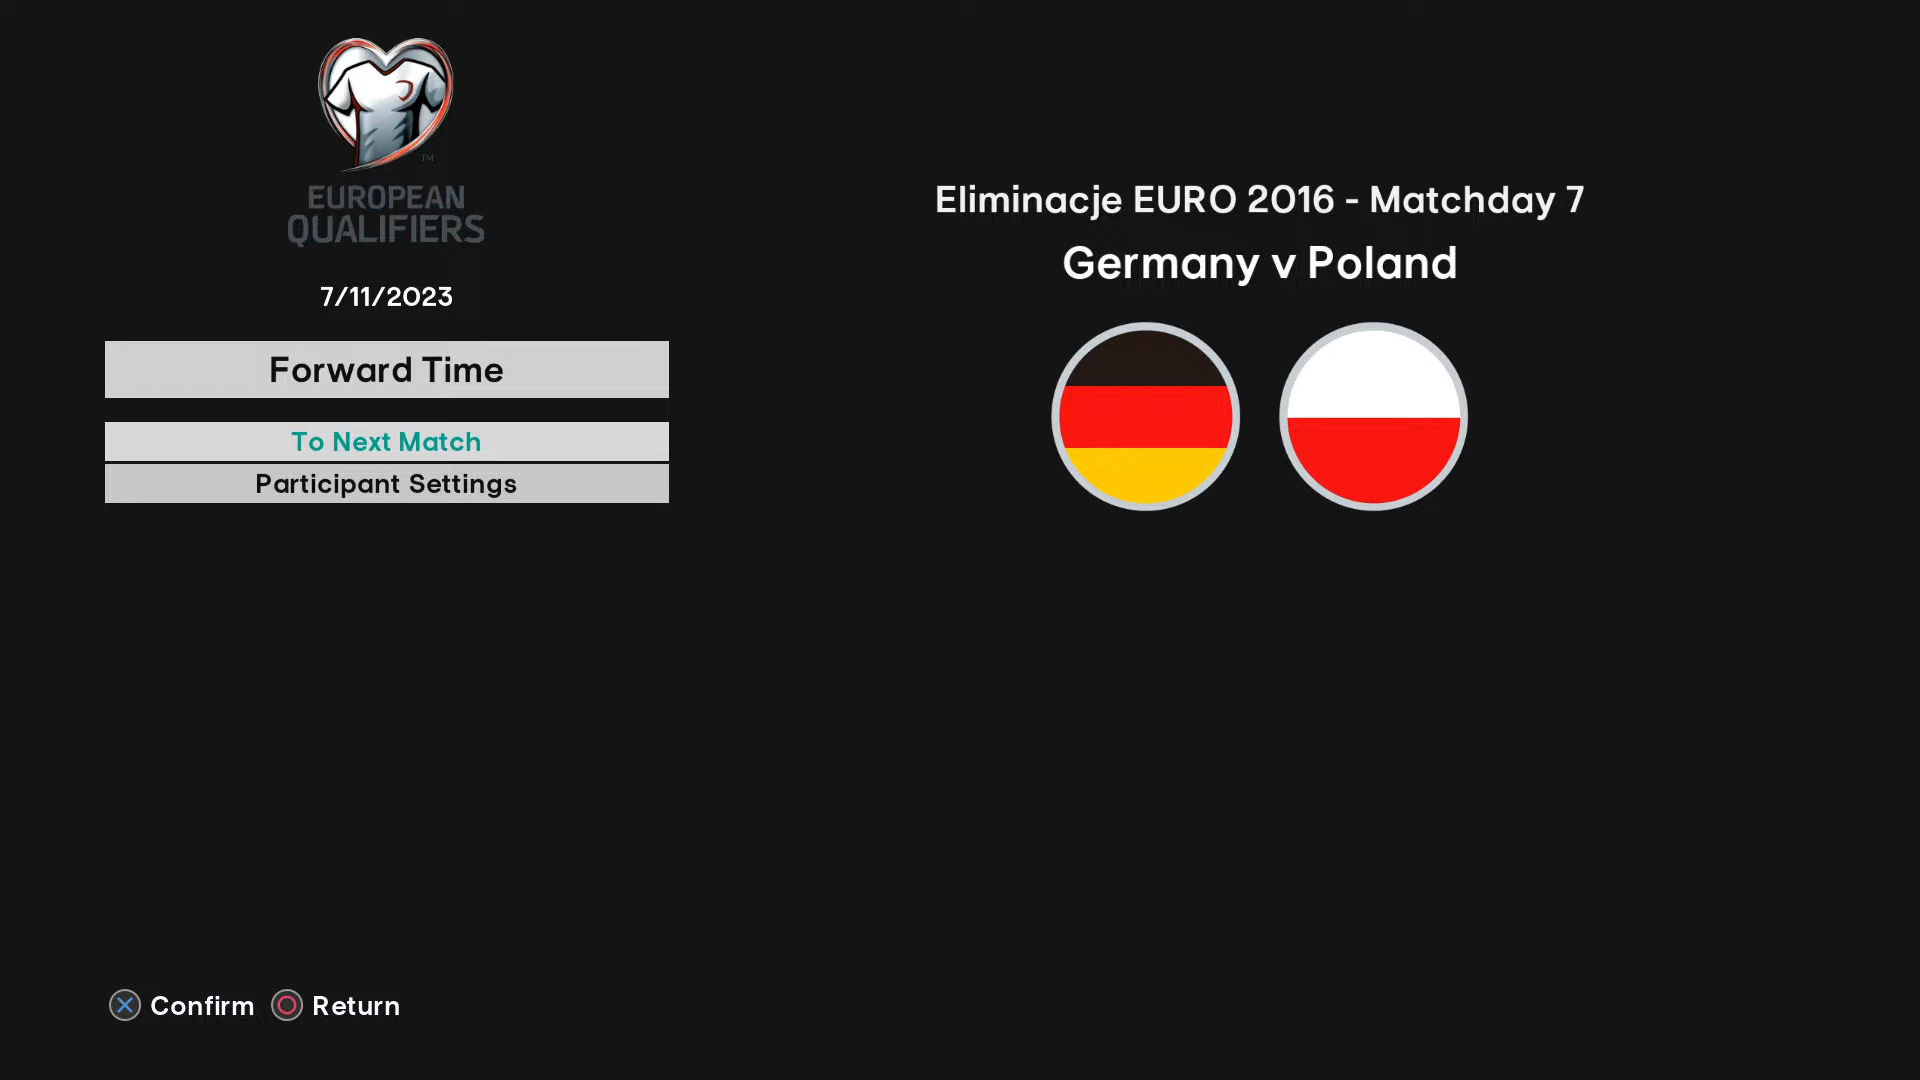 TM
EUROPEAN
QUALIFIERS
7/11/2023
Forward Time
To Next Match
Participant Settings
Eliminacje EURO 2016 - Matchday 7
Germany v Poland
Confirm Return